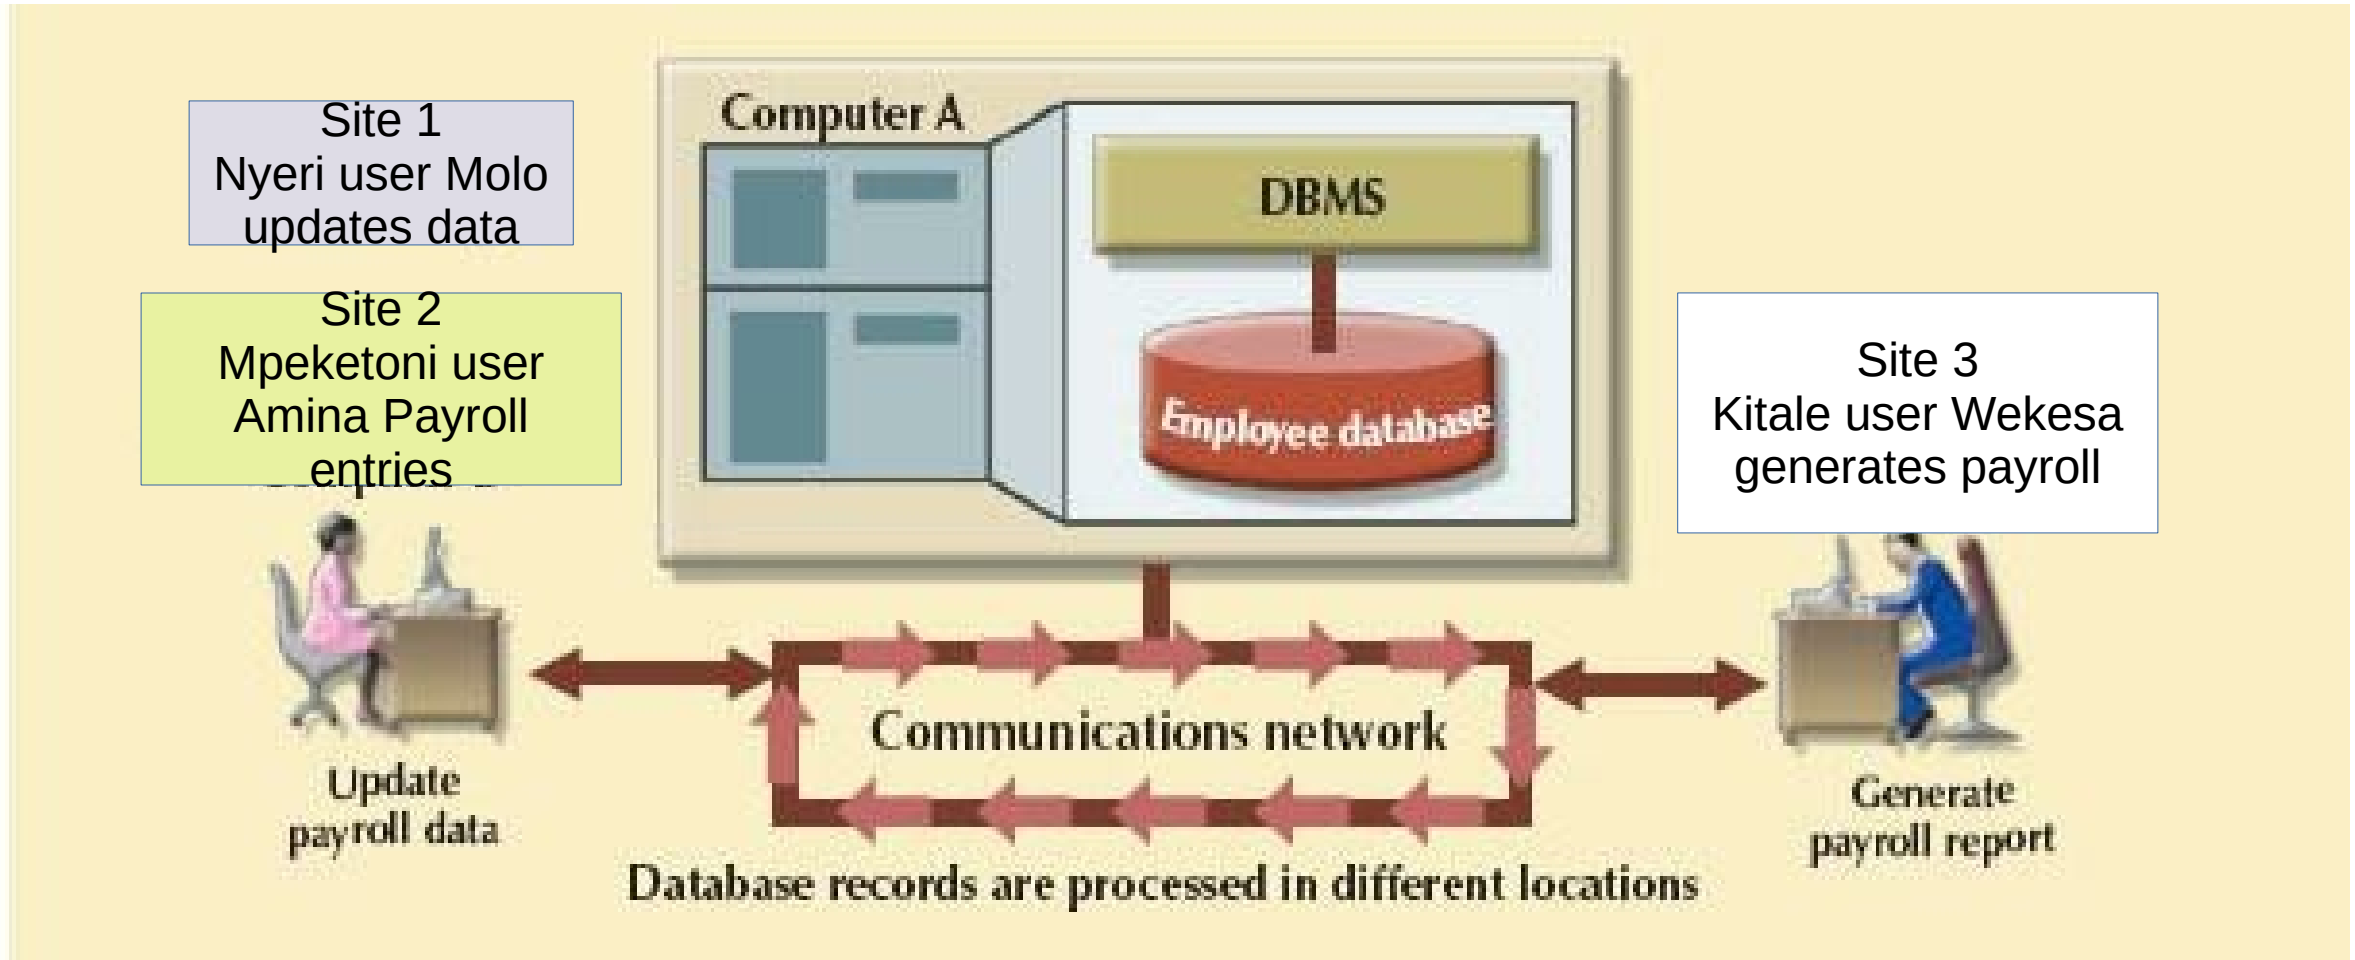 Site 1
Nyeri user Molo
updates data
Site 2
Mpeketoni user
Amina Payroll
entries
Computer A
DBMS
Employee database
Site 3
Kitale user Wekesa
generates payroll
Communications network
Update
payroll data
Generate
payroll report
Database records are processed in different locations